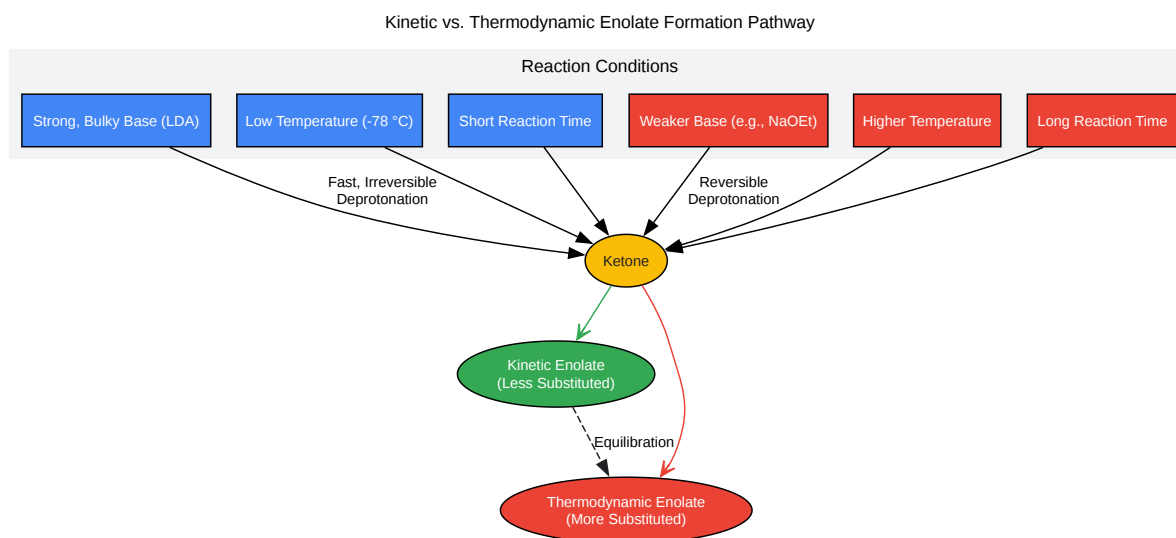 Kinetic vs. Thermodynamic Enolate Formation Pathway
Reaction Conditions
Strong, Bulky Base (LDA)
Low Temperature (-78 °C)
Short Reaction Time
Weaker Base (e.g., NaOEt)
Higher Temperature
Long Reaction Time
Fast, Irreversible
Deprotonation
Reversible
Deprotonation
Ketone
Kinetic Enolate
(Less Substituted)
Equilibration
Thermodynamic Enolate
(More Substituted)